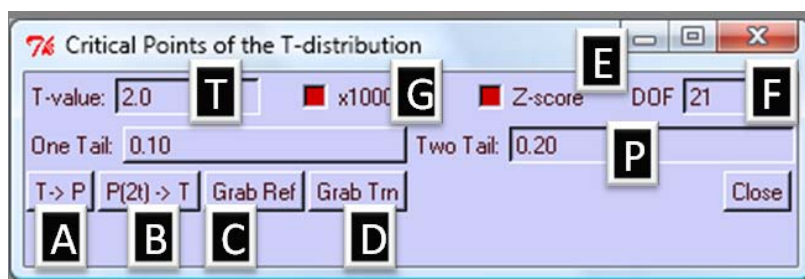 7% Critical Points of the T-distribution E
T-value: 2.0 T x1000 G Z-score DOF 21 F
One Tail: 0.10 Two Tail: 0.20 P
T-> P P(2t) -> T Grab Ref Grab Trn Close
A B C D